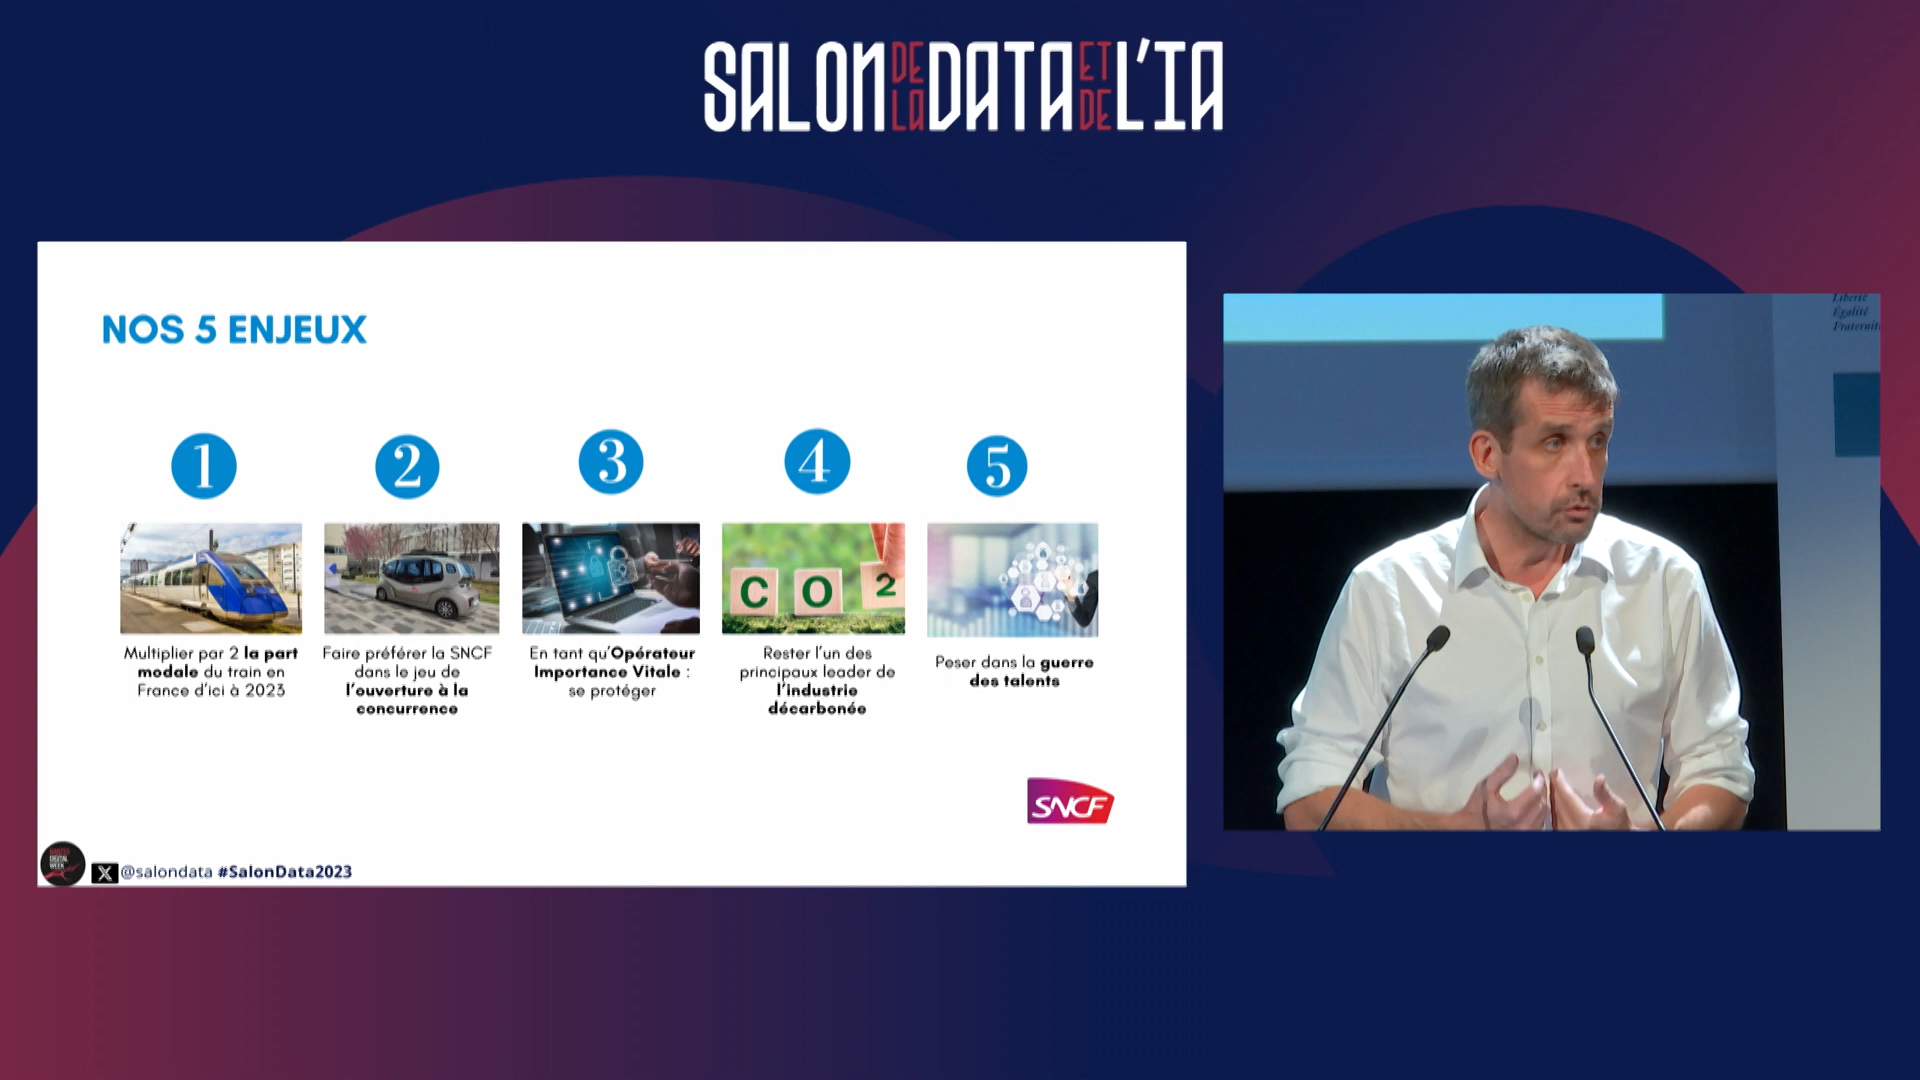 SALON DE LA DATA ET DE L'IA
NOS 5 ENJEUX
1
2
3
4
5
CO2
Multiplier par 2 la part
modale du train en
France d'ici à 2023
Faire préférer la SNCF
dans le jeu de
l'ouverture à la
concurrence
En tant qu'Opérateur
Importance Vitale :
se protéger
Rester l'un des
principaux leader de
l'industrie
décarbonée
Peser dans la guerre
des talents
SNCF
DIGITAL
WEEK
@salondata #SalonData2023
Liberté
Égalité